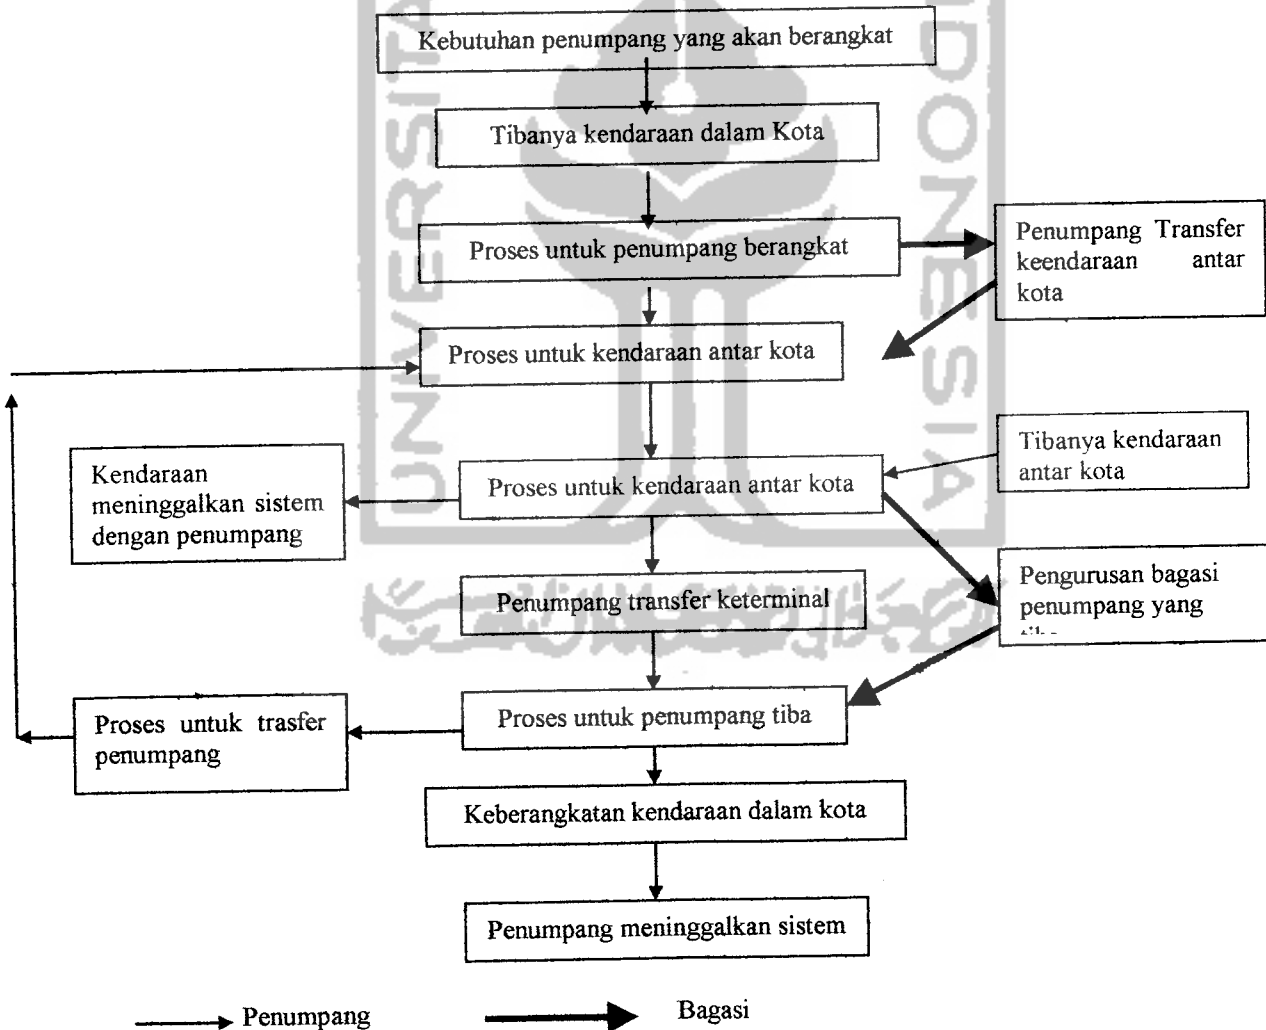 Kebutuhan penumpang yang akan berangkat
Tibanya kendaraan dalam Kota
Proses untuk penumpang berangkat
Penumpang Transfer
keendaraan antar
kota
Proses untuk kendaraan antar kota
Tibanya kendaraan
antar kota
Kendaraan
meninggalkan sistem
dengan penumpang
Proses untuk kendaraan antar kota
Pengurusan bagasi
penumpang yang
Penumpang transfer keterminal
Proses untuk penumpang tiba
Proses untuk trasfer
penumpang
Keberangkatan kendaraan dalam kota
Penumpang meninggalkan sistem
Penumpang
Bagasi
UNIVERSITA
NDONESIA